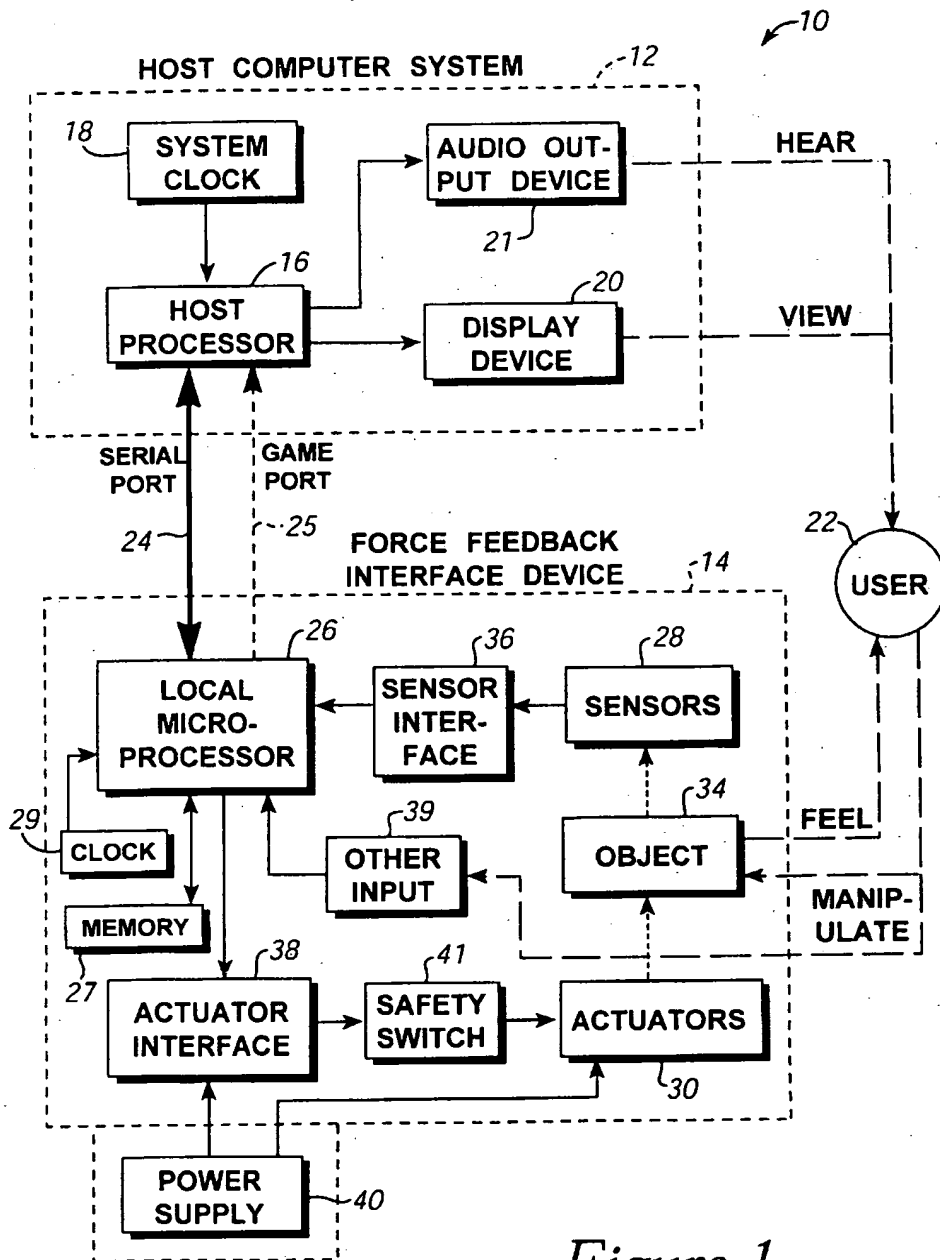 10
HOST COMPUTER SYSTEM
12
18
SYSTEM
CLOCK
AUDIO OUT-
PUT DEVICE
21
HEAR
16
HOST
PROCESSOR
20
DISPLAY
DEVICE
VIEW
SERIAL
PORT
24
GAME
PORT
25
FORCE FEEDBACK
INTERFACE DEVICE
14
22
USER
26
LOCAL
MICRO-
PROCESSOR
36
SENSOR
INTER-
FACE
28
SENSORS
29
CLOCK
39
OTHER
INPUT
34
OBJECT
FEEL
MANIP-
ULATE
MEMORY
27
38
ACTUATOR
INTERFACE
41
SAFETY
SWITCH
ACTUATORS
30
POWER
SUPPLY
40
Figure 1